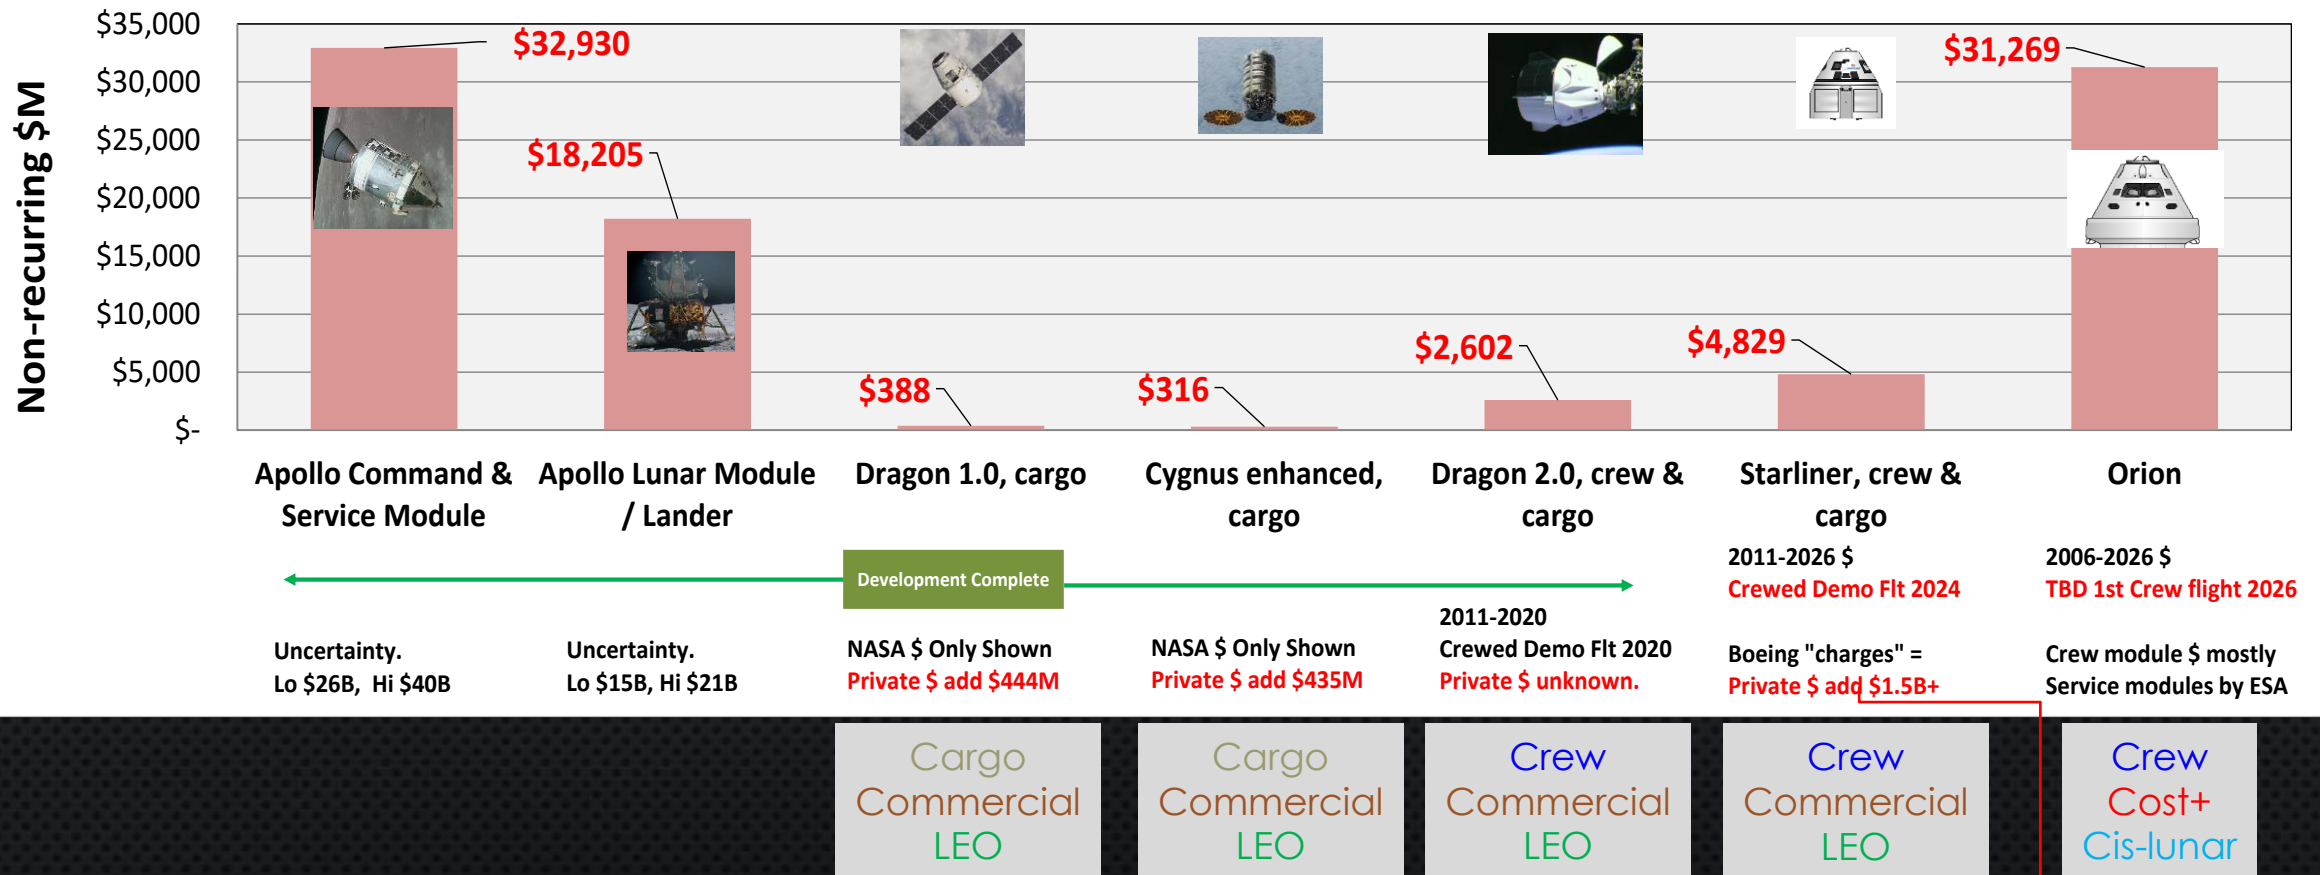 Non-recurring $M
$35,000
$30,000
$25,000
$20,000
$15,000
$10,000
$5,000
$-
$32,930
$18,205
$388
$316
$2,602
$4,829
$31,269
Apollo Command &
Service Module
Apollo Lunar Module
/ Lander
Dragon 1.0, cargo
Cygnus enhanced,
cargo
Dragon 2.0, crew &
cargo
Starliner, crew &
cargo
Orion
Development Complete
Uncertainty.
Lo $26B, Hi $40B
Uncertainty.
Lo $15B, Hi $21B
NASA $ Only Shown
Private $ add $444M
NASA $ Only Shown
Private $ add $435M
2011-2020
Crewed Demo Flt 2020
Private $ unknown.
2011-2026 $
Crewed Demo Flt 2024
Boeing "charges" =
Private $ add $1.5B+
2006-2026 $
TBD 1st Crew flight 2026
Crew module $ mostly
Service modules by ESA
Cargo
Commercial
LEO
Cargo
Commercial
LEO
Crew
Commercial
LEO
Crew
Commercial
LEO
Crew
Cost+
Cis-lunar